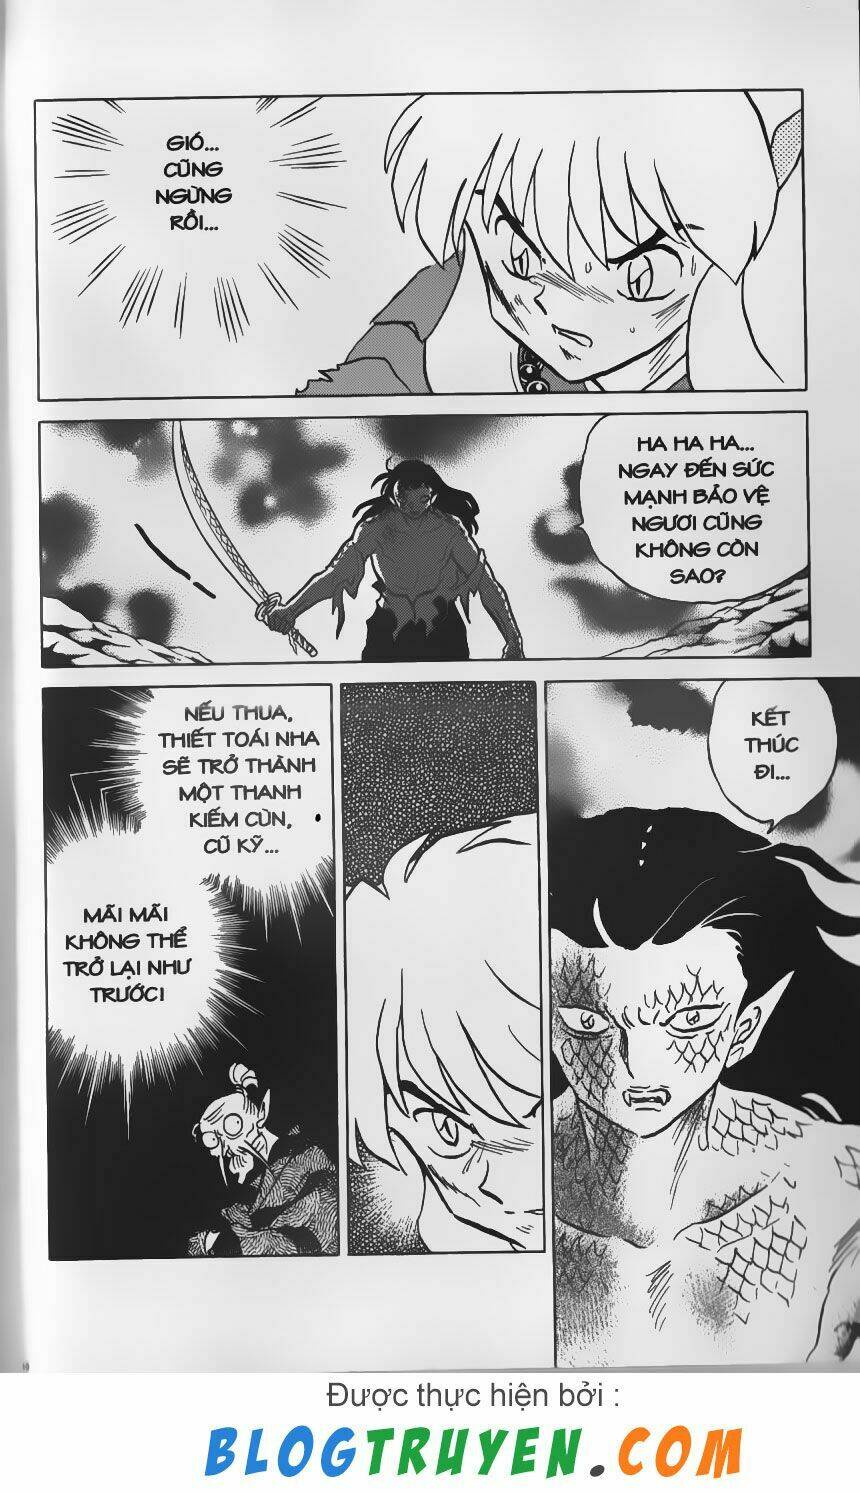 GIÓ...
CŨNG
NGỪNG
RỒI...
HA HA HA...
NGAY ĐẾN SỨC
MẠNH BẢO VỆ
NGƯƠI CŨNG
KHÔNG CÒN
SAO?
KẾT
THÚC
ĐI...
NẾU THUA,
THIẾT TOÁI NHA
SẼ TRỞ THÀNH
MỘT THANH
KIẾM CÙN,
CŨ KỸ...
MÃI MÃI
KHÔNG THỂ
TRỞ LẠI NHƯ
TRƯỚC!
Được thực hiện bởi :
BLOGTRUYEN.COM